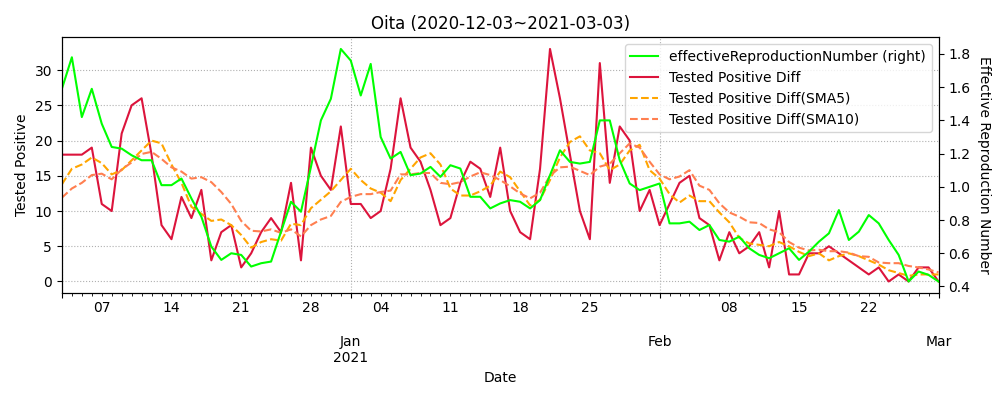 Oita (2020-12-03~2021-03-03)
effectiveReproductionNumber (right)
Tested Positive Diff
Tested Positive Diff(SMA5)
Tested Positive Diff(SMA10)
Tested Positive
30
25
20
15
10
5
0
1.8
1.6
1.4
1.2
1.0
0.8
0.6
0.4
Effective Reproduction Number
07 14 21 28 04 11 18 25 08 15 22
Jan Feb Mar
2021
Date